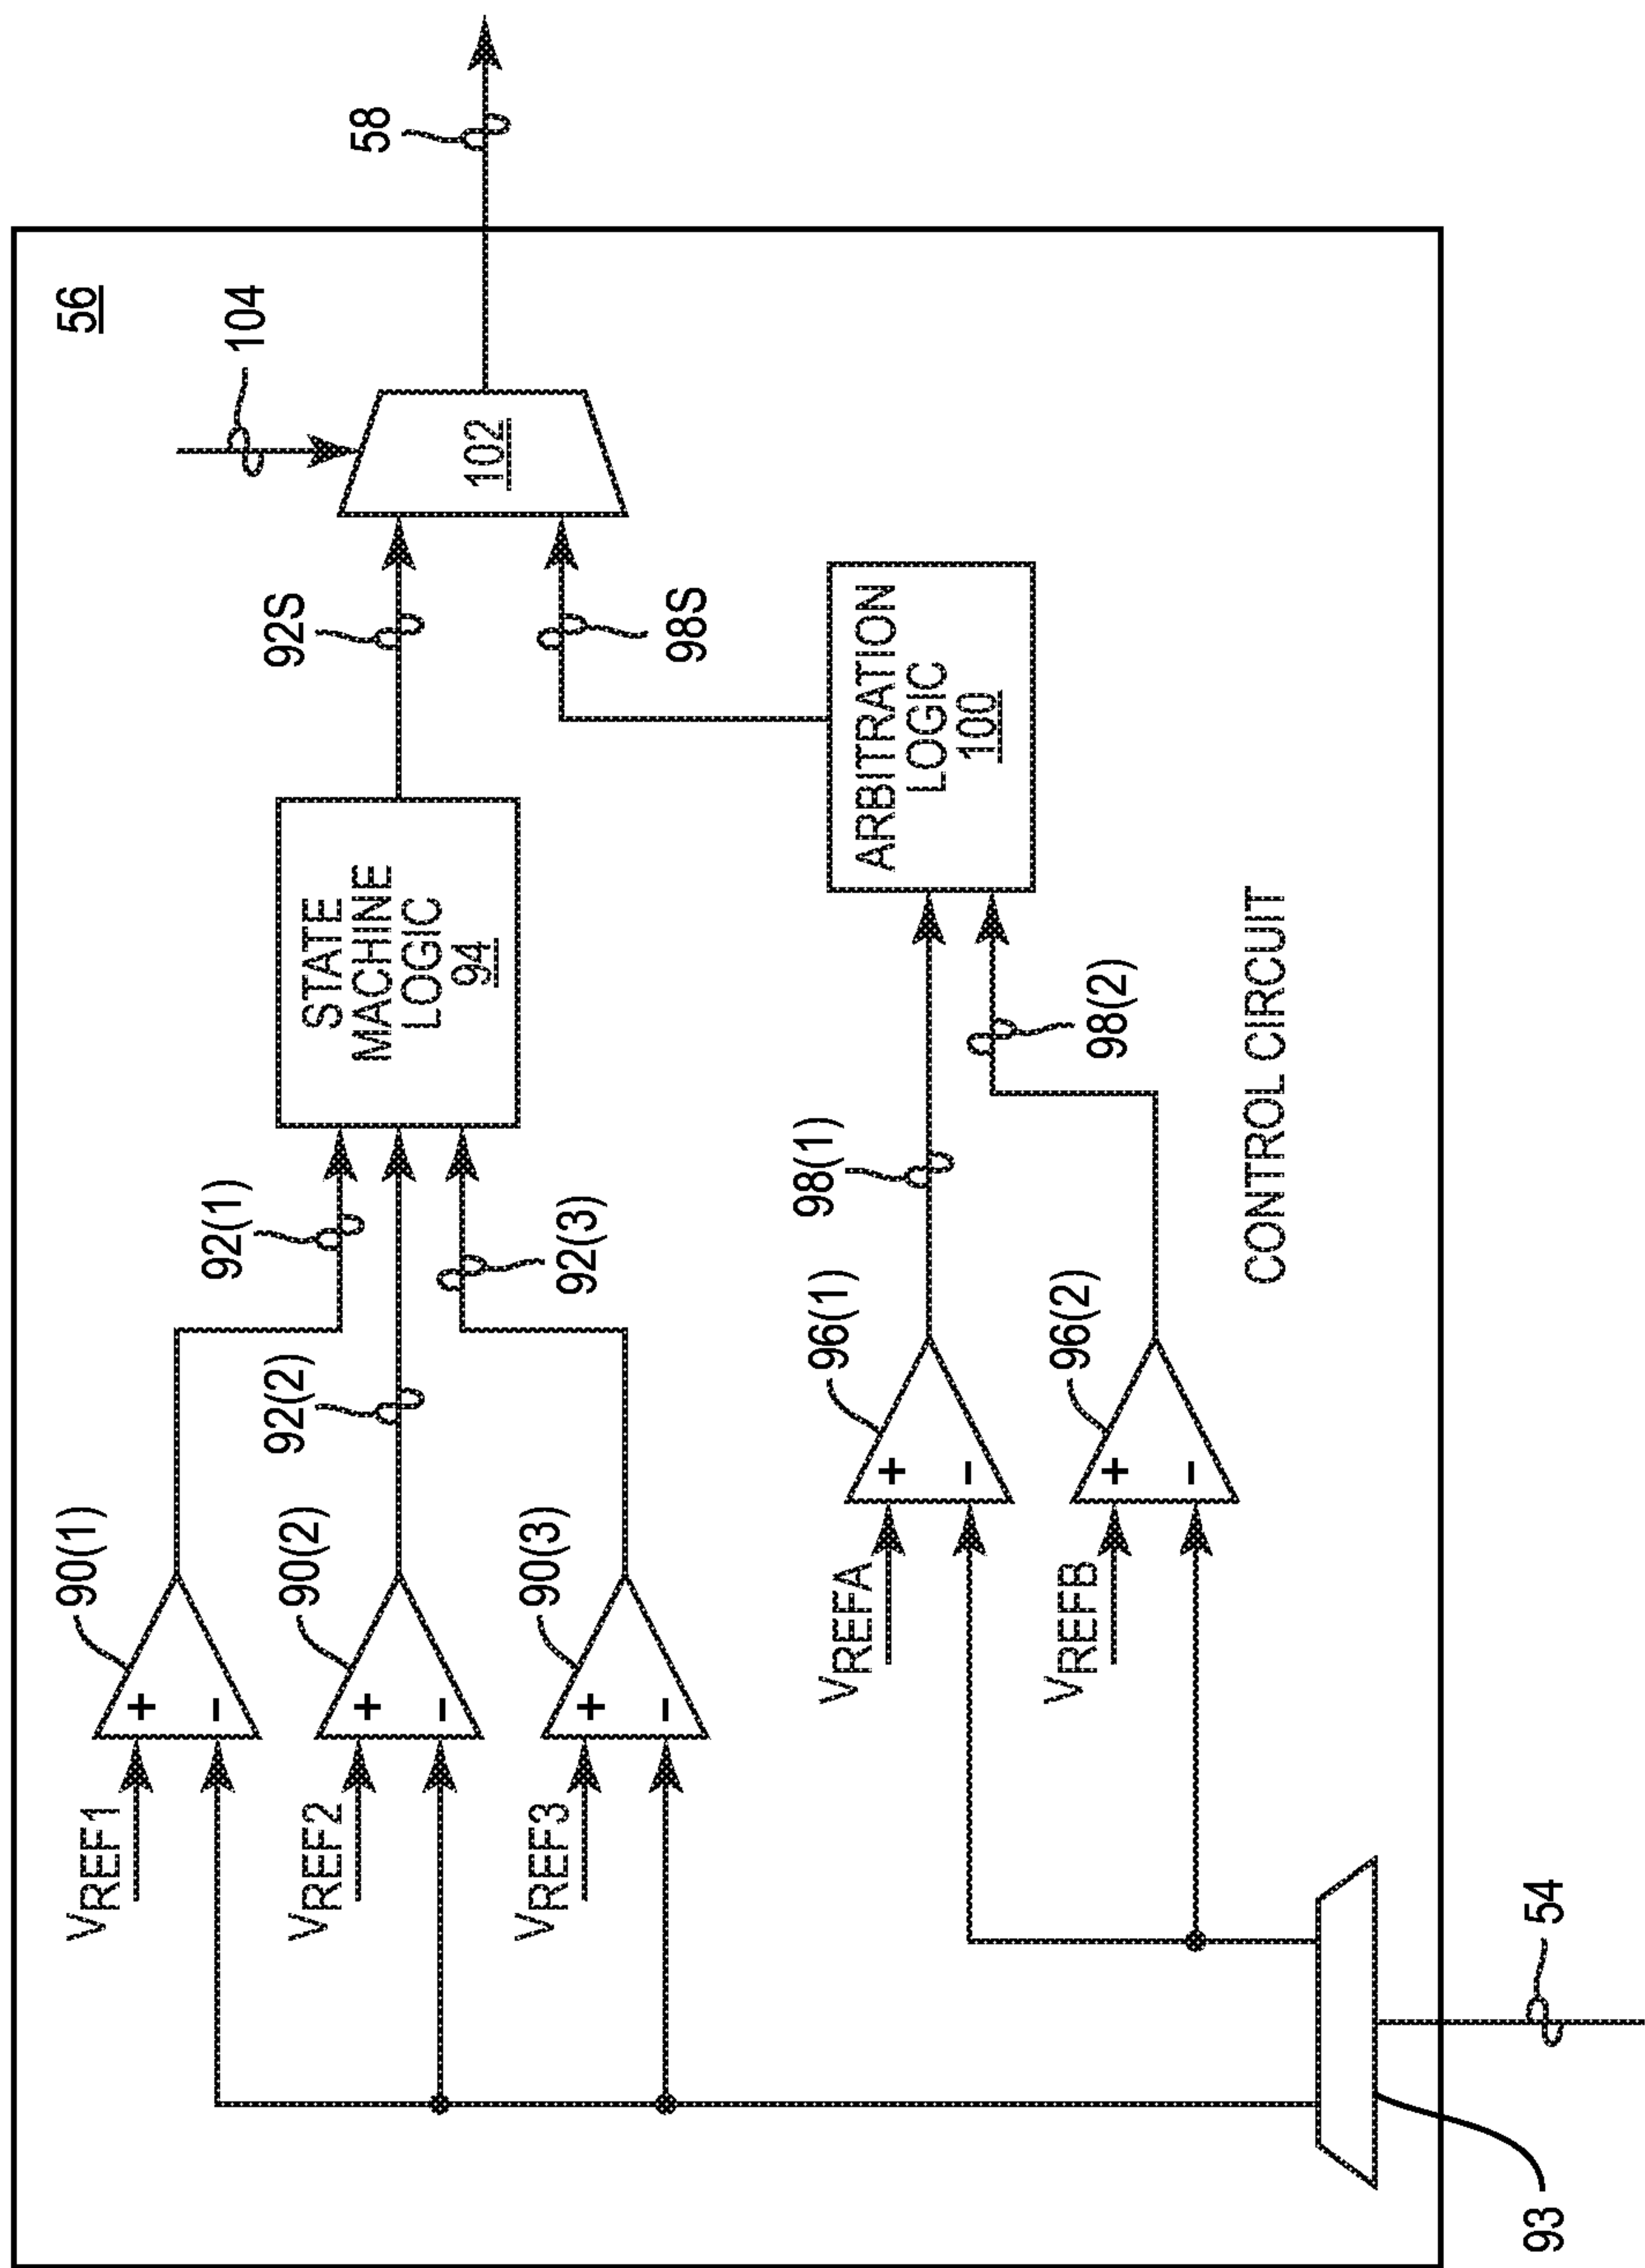 56
104
58
102
92S
98S
STATE
MACHINE
LOGIC
94
ARBITRATION
LOGIC
100
92(1)
92(2)
92(3)
98(1)
98(2)
90(1)
90(2)
90(3)
96(1)
96(2)
+
-
+
-
+
-
+
-
+
-
VREF1
VREF2
VREF3
VREFA
VREFB
CONTROL CIRCUIT
54
93